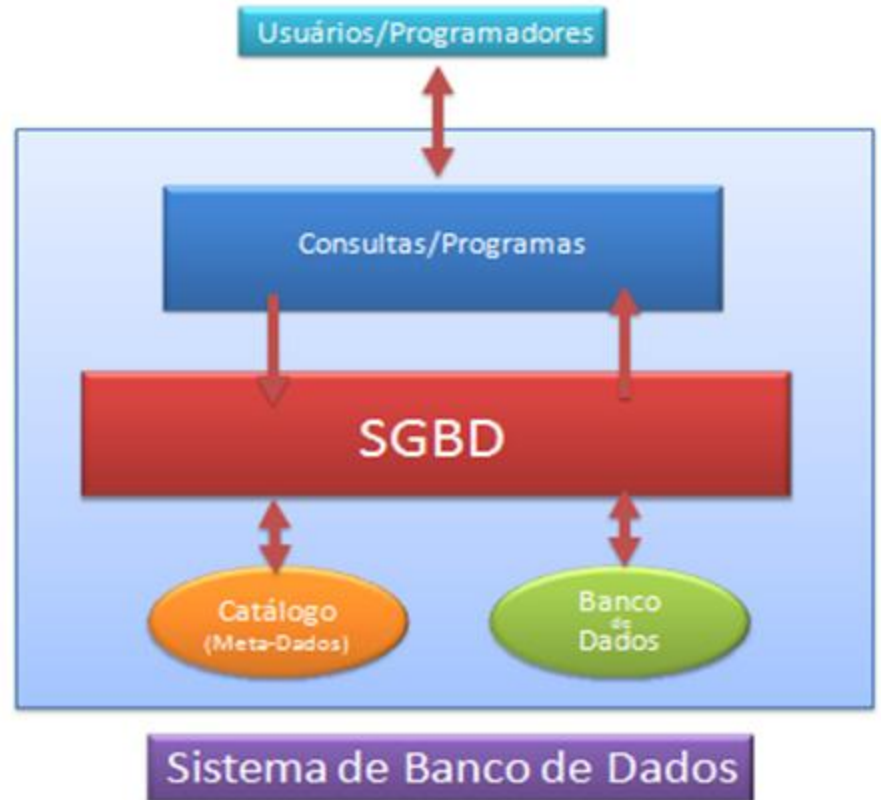 Usuários/Programadores
Consultas/Programas
SGBD
Catálogo
(Meta-Dados)
Banco
de
Dados
Sistema de Banco de Dados